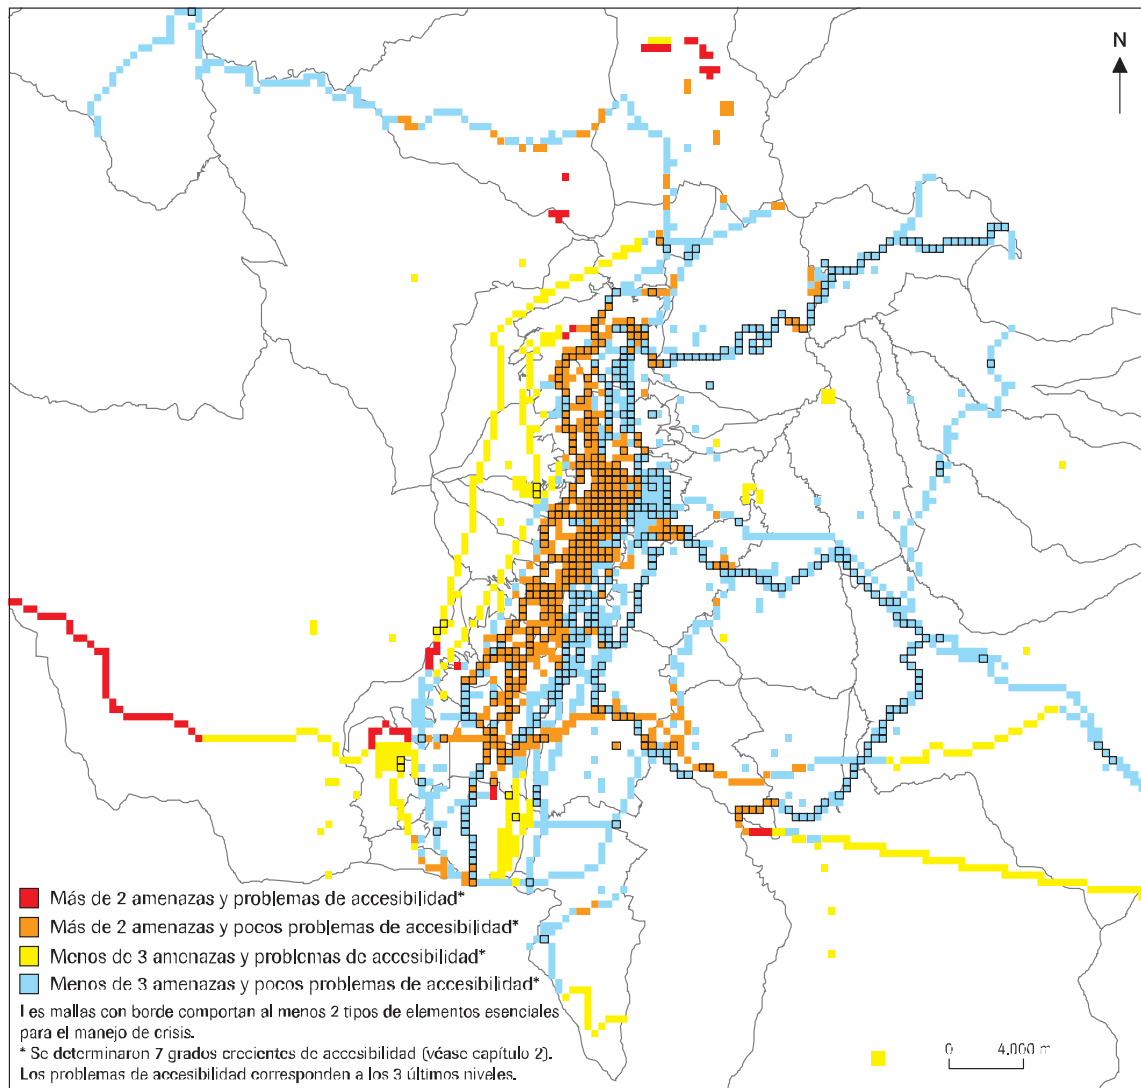 N
Más de 2 amenazas y problemas de accesibilidad*
Más de 2 amenazas y pocos problemas de accesibilidad*
Menos de 3 amenazas y problemas de accesibilidad*
Menos de 3 amenazas y pocos problemas de accesibilidad*
Les mallas con borde comportan al menos 2 tipos de elementos esenciales
para el manejo de crisis.
* Se determinaron 7 grados crecientes de accesibilidad (véase capítulo 2).
Los problemas de accesibilidad corresponden a los 3 últimos niveles.
0 4.000 m